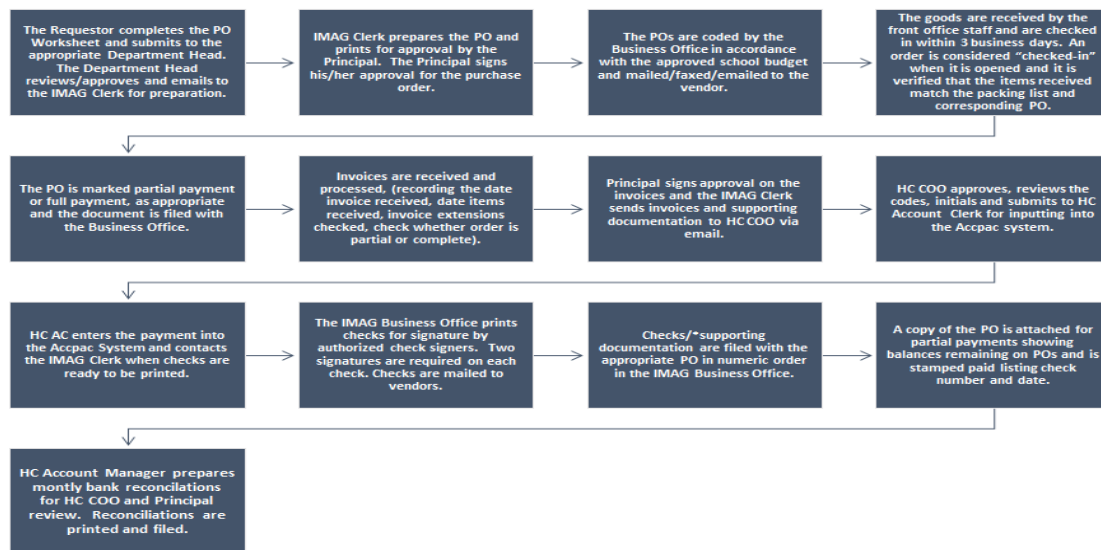 The Requestor completes the PO
Worksheet and submits to the
appropriate Department Head.
The Department Head
reviews/approves and emails to
the IMAG Clerk for preparation.
IMAG Clerk prepares the PO and
prints for approval by the
Principal. The Principal signs
his/her approval for the purchase
order.
The POs are coded by the
Business Office in accordance
with the approved school budget
and mailed/faxed/emailed to the
vendor.
The goods are received by the
front office staff and are checked
in within 3 business days. An
order is considered “checked-in”
when it is opened and it is
verified that the items received
match the packing list and
corresponding PO.
The PO is marked partial payment
or full payment, as appropriate
and the document is filed with
the Business Office.
Invoices are received and
processed, (recording the date
invoice received, date items
received, invoice extensions
checked, check whether order is
partial or complete).
Principal signs approval on the
invoices and the IMAG Clerk
sends invoices and supporting
documentation to HC COO via
email.
HC COO approves, reviews the
codes, initials and submits to HC
Account Clerk for inputting into
the Accpac system.
HC AC enters the payment into
the Accpac System and contacts
the IMAG Clerk when checks are
ready to be printed.
The IMAG Business Office prints
checks for signature by
authorized check signers. Two
signatures are required on each
check. Checks are mailed to
vendors.
Checks/*supporting
documentation are filed with the
appropriate PO in numeric order
in the IMAG Business Office.
A copy of the PO is attached for
partial payments showing
balances remaining on POs and is
stamped paid listing check
number and date.
HC Account Manager prepares
montly bank reconcilations
for HC COO and Principal
review. Reconciliations are
printed and filed.